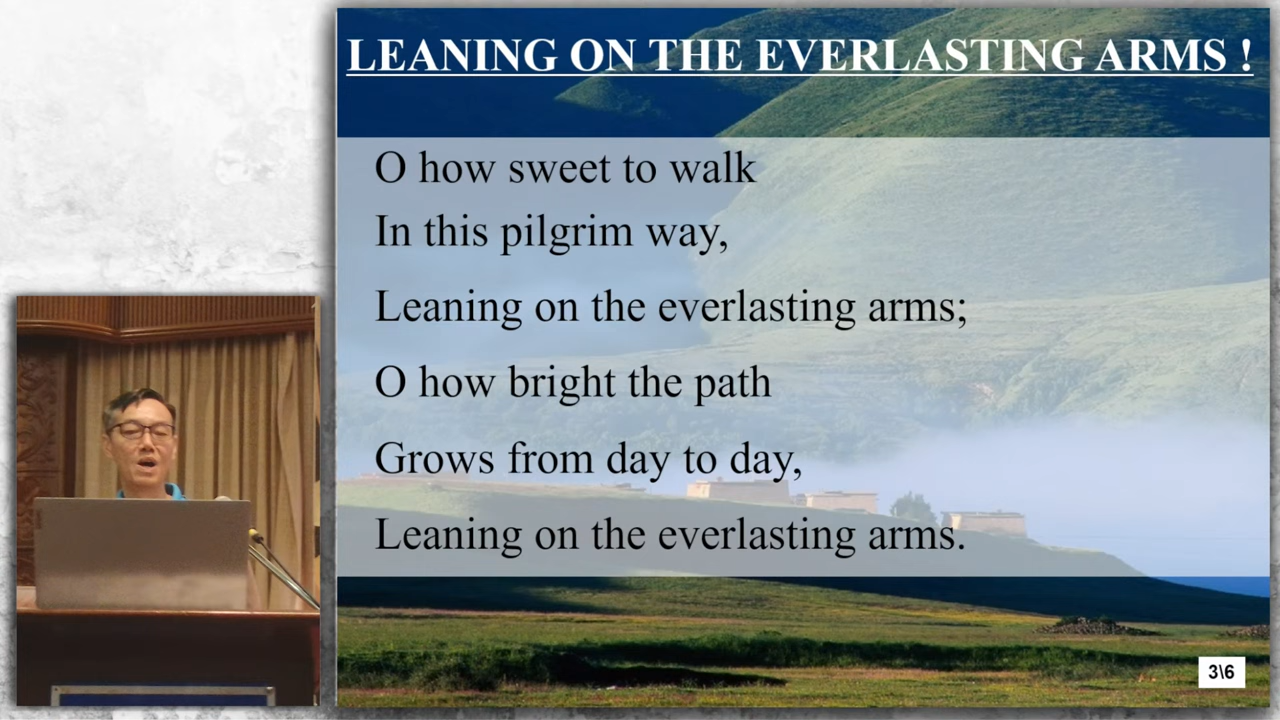 LEANING ON THE EVERLASTING ARMS !
O how sweet to walk
In this pilgrim way,
Leaning on the everlasting arms;
O how bright the path
Grows from day to day,
Leaning on the everlasting arms.
3\6